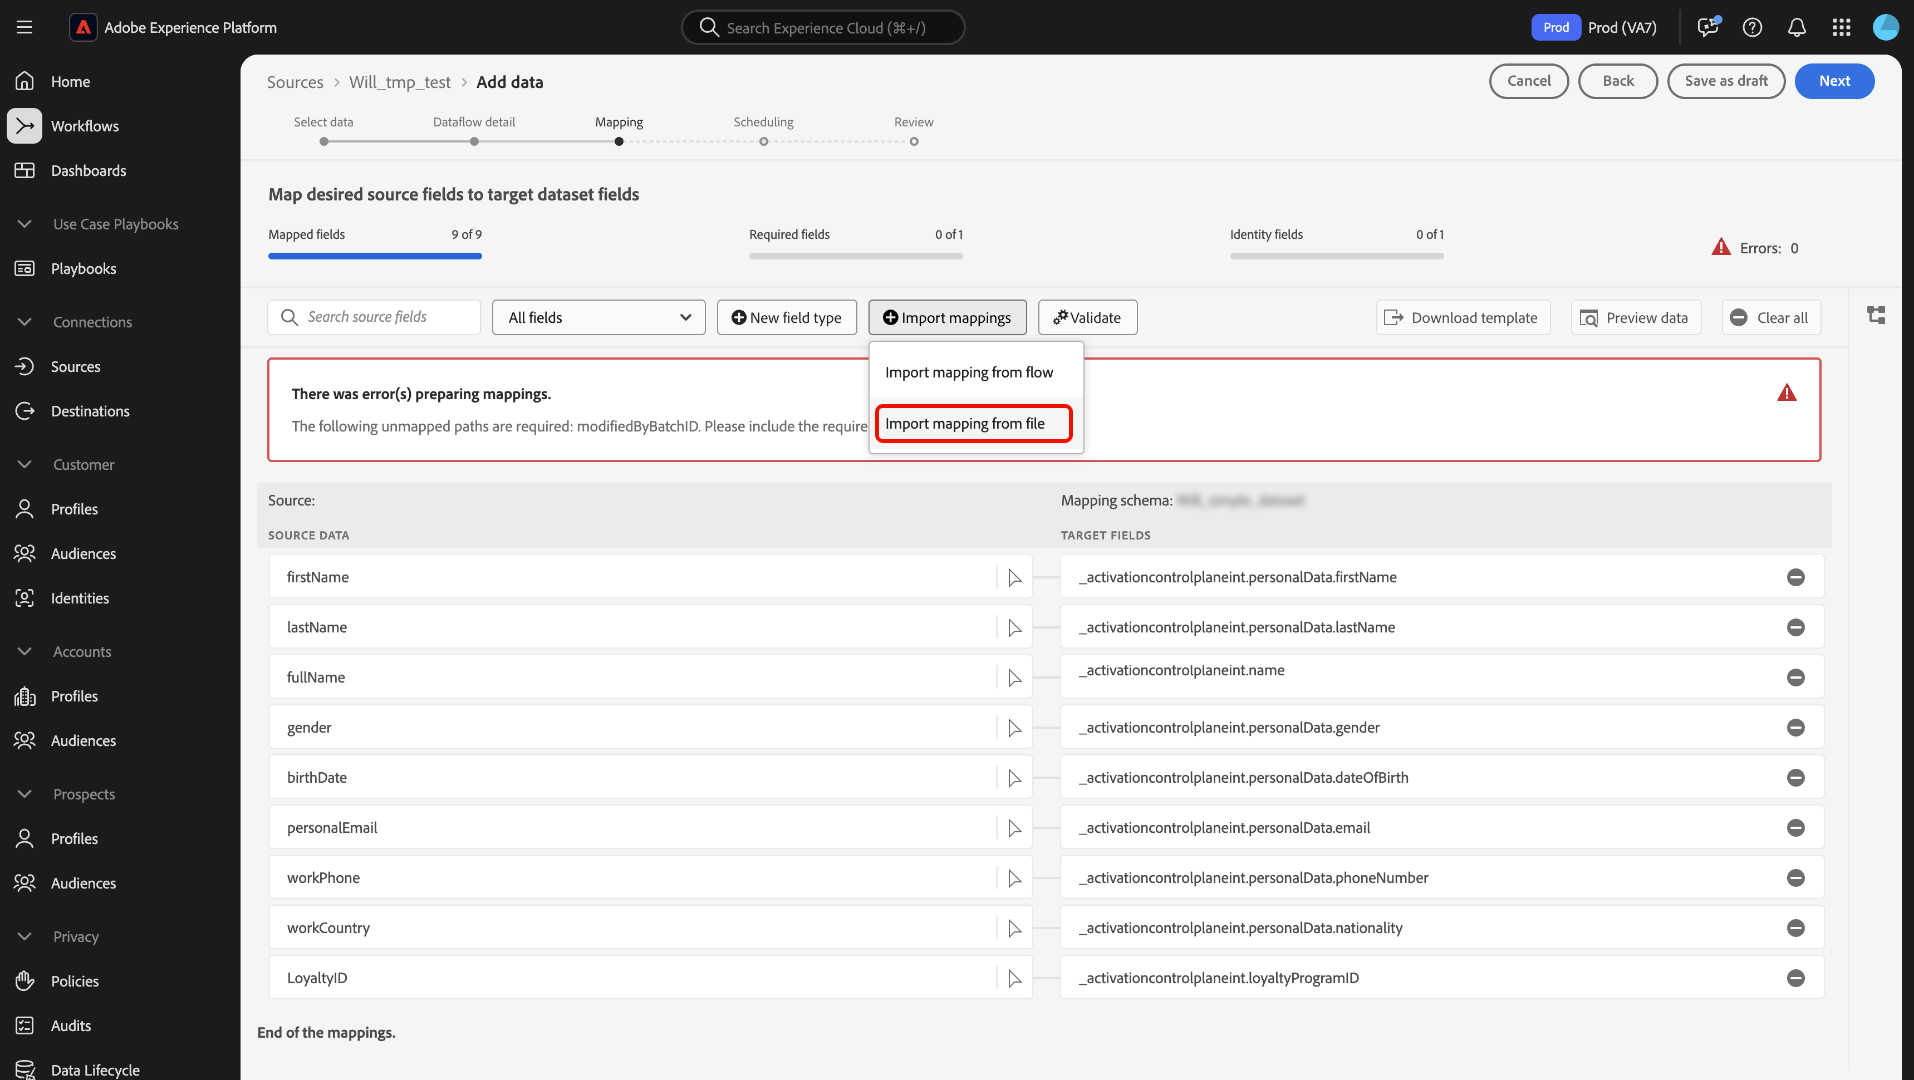 Adobe Experience Platform
Search Experience Cloud (⌘+/)
Prod
Prod (VA7)
Home
Workflows
Dashboards
Use Case Playbooks
Playbooks
Connections
Sources
Destinations
Customer
Profiles
Audiences
Identities
Accounts
Profiles
Audiences
Prospects
Profiles
Audiences
Privacy
Policies
Audits
Data Lifecycle
Sources > Will_tmp_test > Add data
Cancel
Back
Save as draft
Next
Select data
Dataflow detail
Mapping
Scheduling
Review
Map desired source fields to target dataset fields
Mapped fields 9 of 9
Required fields 0 of 1
Identity fields 0 of 1
Errors: 0
Search source fields
All fields
New field type
Import mappings
Validate
Download template
Preview data
Clear all
Import mapping from flow
Import mapping from file
There was error(s) preparing mappings.
The following unmapped paths are required: modifiedByBatchID. Please include the require
Source:
Mapping schema:
SOURCE DATA
TARGET FIELDS
firstName
_activationcontrolplaneint.personalData.firstName
lastName
_activationcontrolplaneint.personalData.lastName
fullName
_activationcontrolplaneint.name
gender
_activationcontrolplaneint.personalData.gender
birthDate
_activationcontrolplaneint.personalData.dateOfBirth
personalEmail
_activationcontrolplaneint.personalData.email
workPhone
_activationcontrolplaneint.personalData.phoneNumber
workCountry
_activationcontrolplaneint.personalData.nationality
LoyaltyID
_activationcontrolplaneint.loyaltyProgramID
End of the mappings.